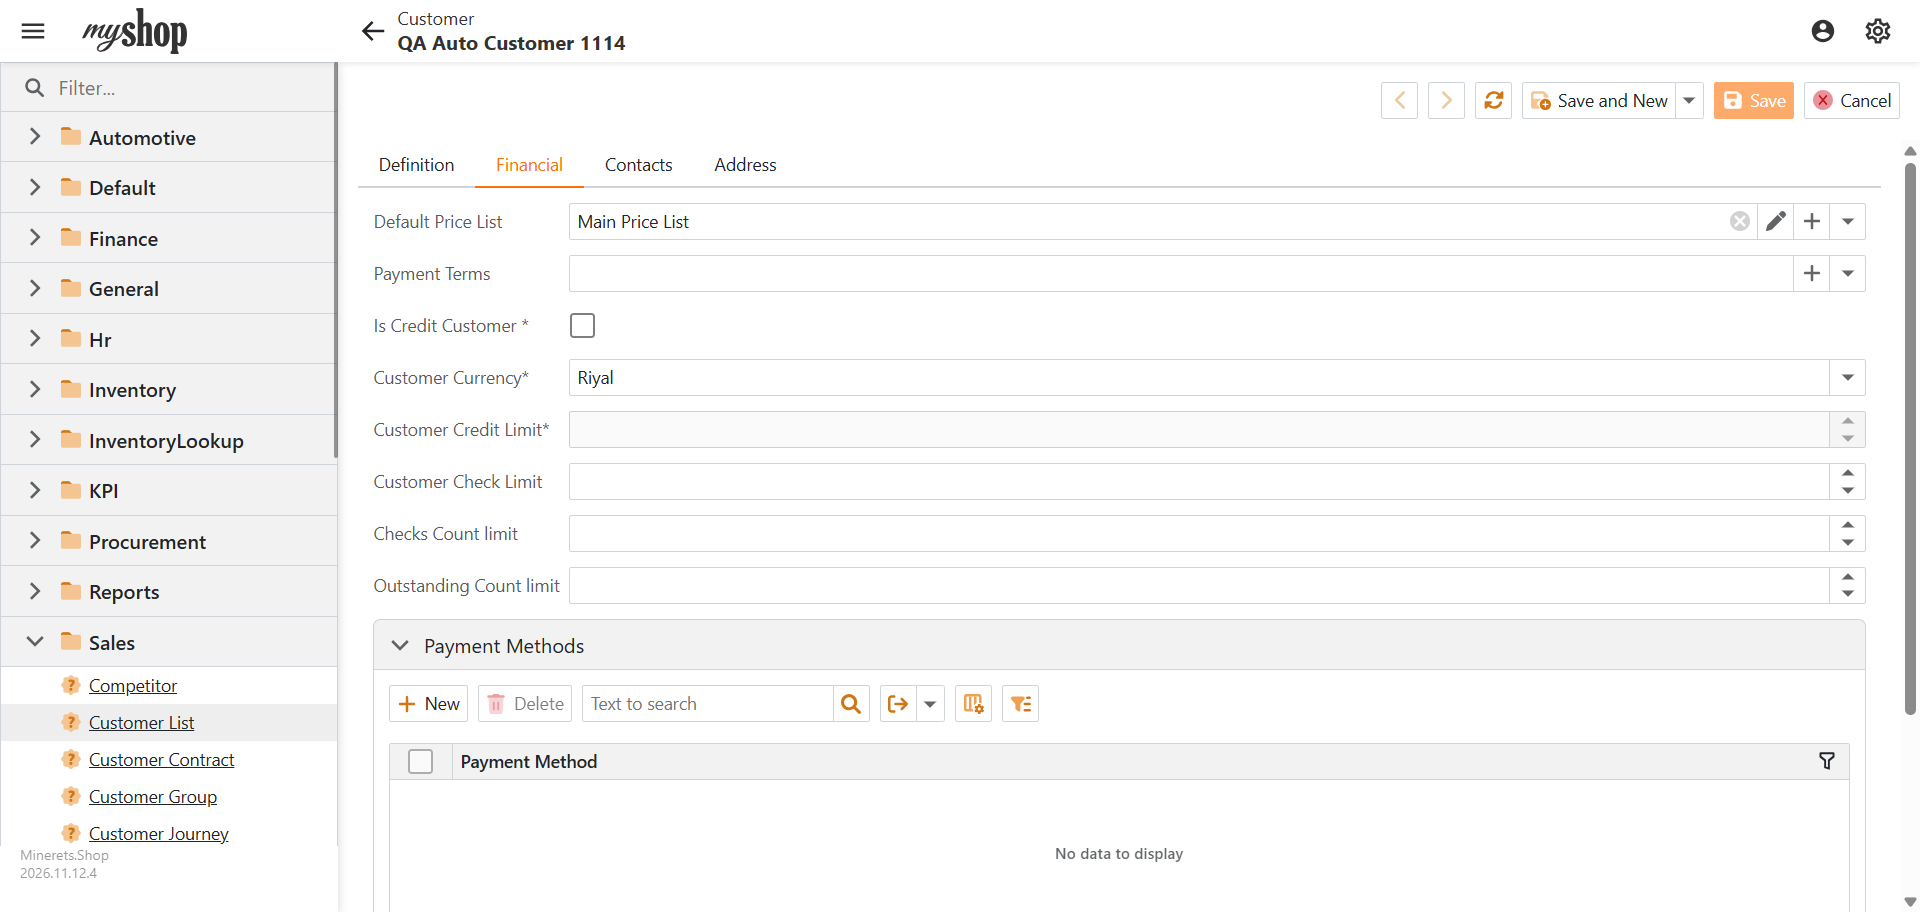 myshop
Customer
QA Auto Customer 1114
Filter...
Automotive
Default
Finance
General
Hr
Inventory
InventoryLookup
KPI
Procurement
Reports
Sales
Competitor
Customer List
Customer Contract
Customer Group
Customer Journey
Minerets.Shop
2026.11.12.4
Save and New
Save
Cancel
Definition
Financial
Contacts
Address
Default Price List
Main Price List
Payment Terms
Is Credit Customer *
Customer Currency*
Riyal
Customer Credit Limit*
Customer Check Limit
Checks Count limit
Outstanding Count limit
Payment Methods
New
Delete
Text to search
Payment Method
No data to display